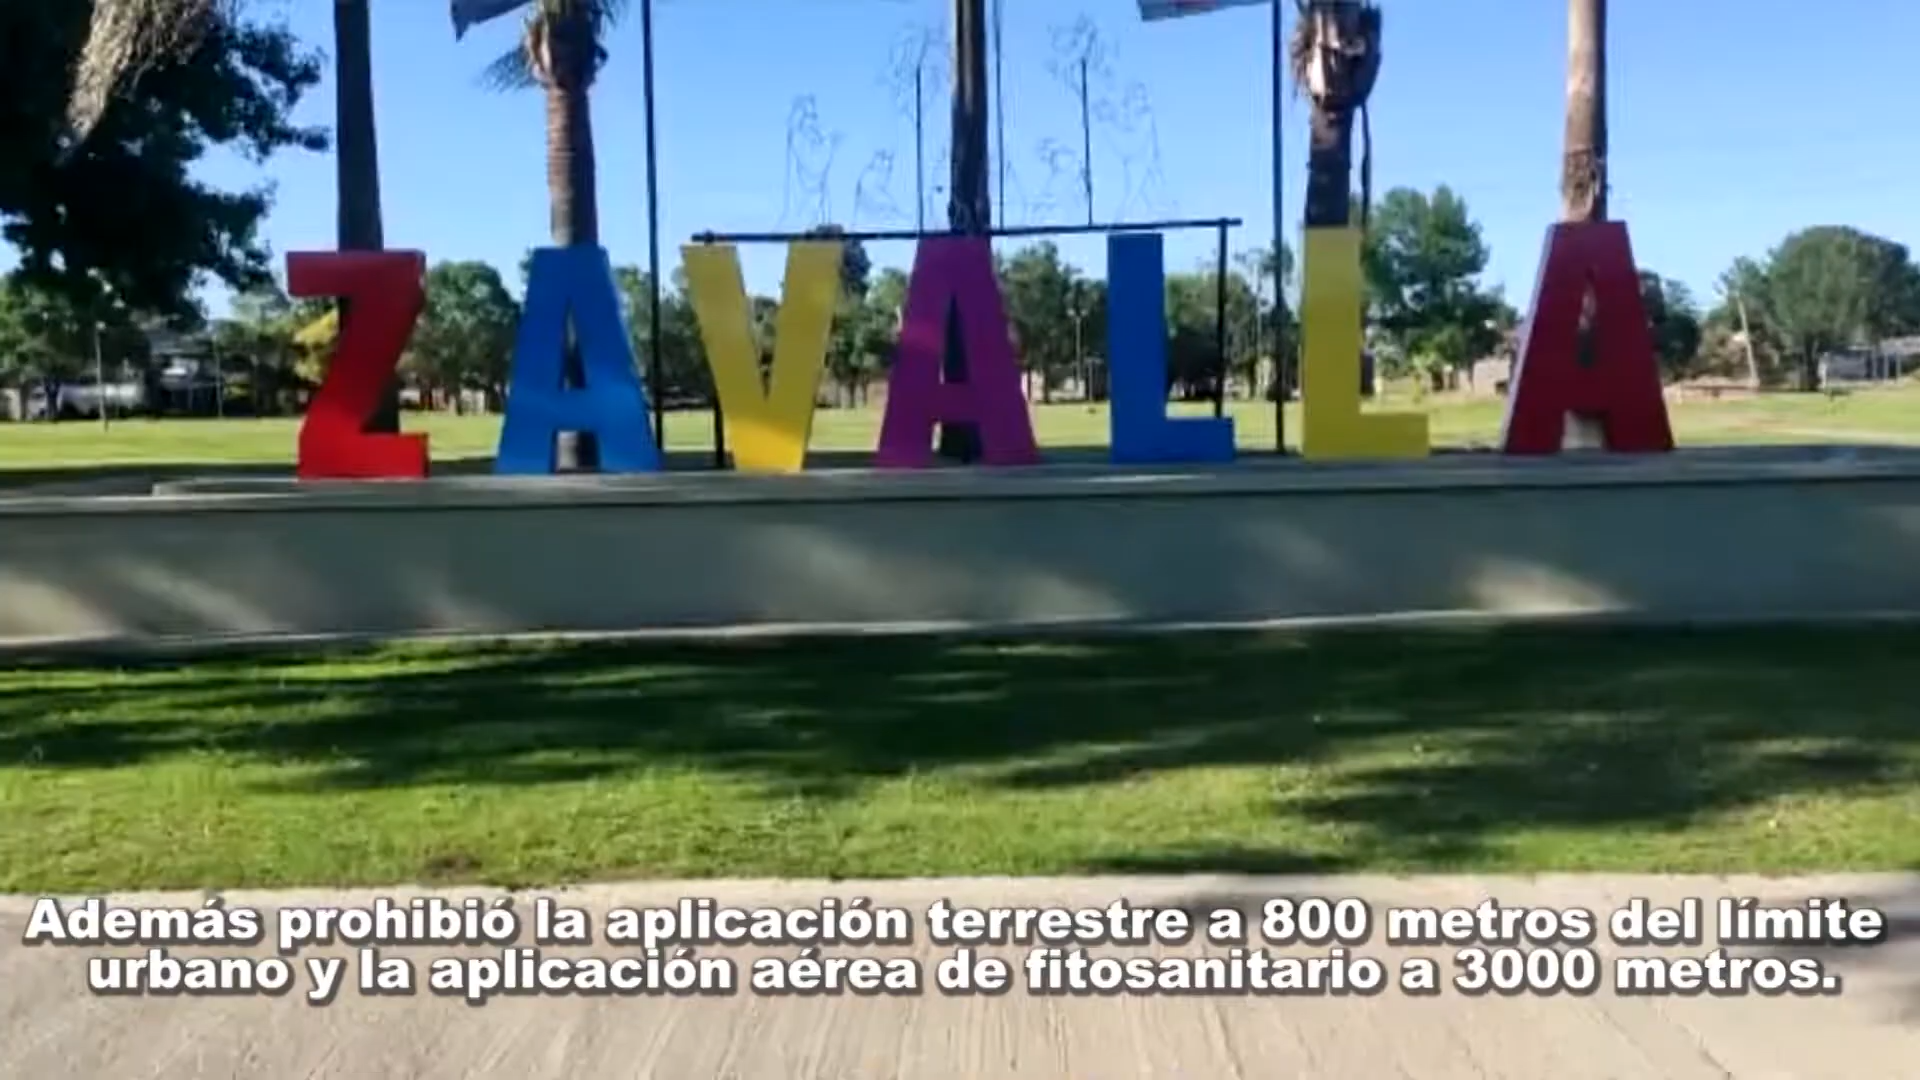 ZAVALLA
Además prohibió la aplicación terrestre a 800 metros del límite
urbano y la aplicación aérea de fitosanitario a 3000 metros.